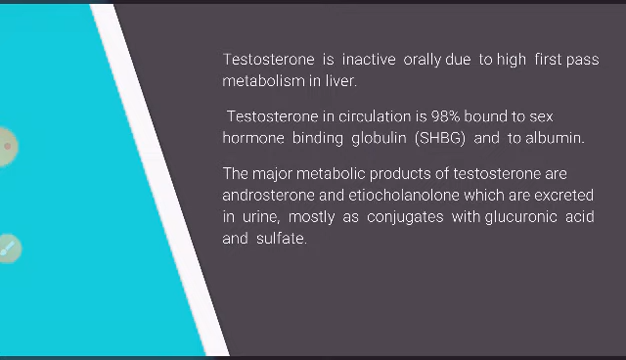 Testosterone is inactive orally due to high first pass
metabolism in liver.
Testosterone in circulation is 98% bound to sex
hormone binding globulin (SHBG) and to albumin.
The major metabolic products of testosterone are
androsterone and etiocholanolone which are excreted
in urine, mostly as conjugates with glucuronic acid
and sulfate.